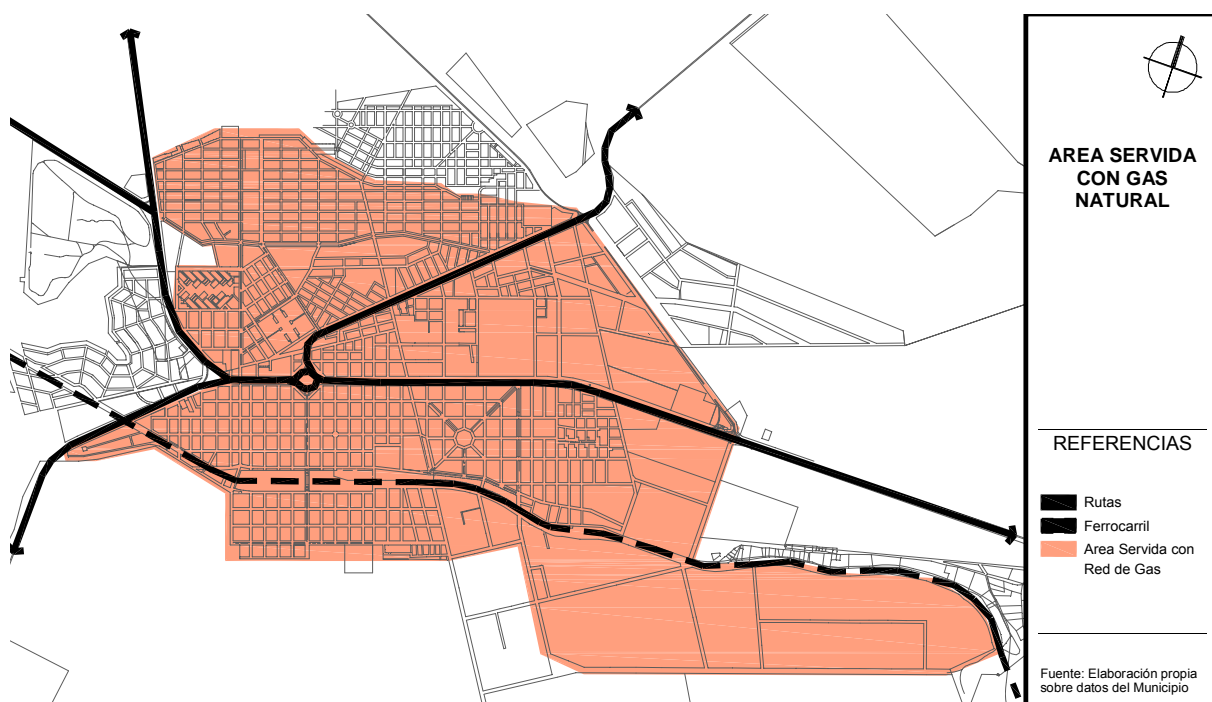 AREA SERVIDA
CON GAS
NATURAL
REFERENCIAS
Rutas
Ferrocarril
Area Servida con
Red de Gas
Fuente: Elaboración propia
sobre datos del Municipio